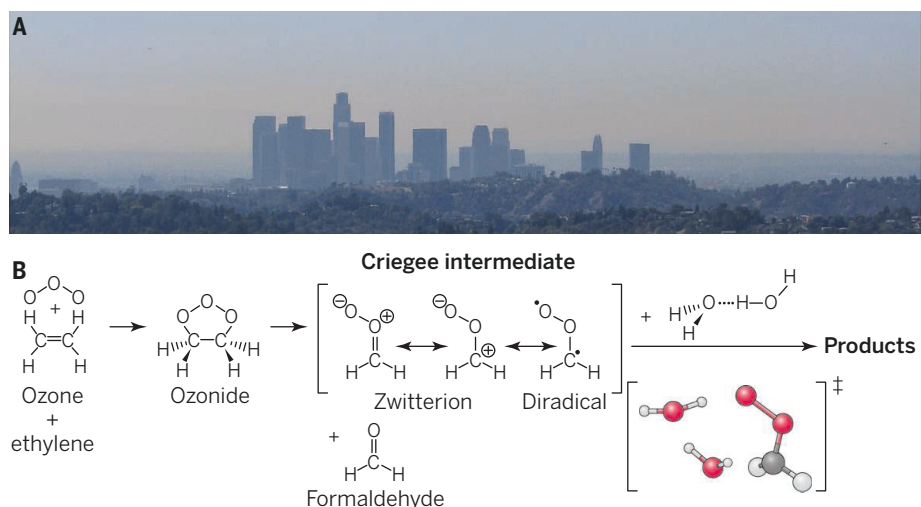 A
B
Criegee intermediate
O
O
O
+
H
H
H
H
Ozone
+
ethylene
O
O
O
H
H
H
H
Ozonide
⊖
O
O
⊕
C
H
H
⊖
O
O
⊕
C
H
H
Zwitterion
•
O
O
C
•
H
H
Diradical
+
O
C
H
H
Formaldehyde
+
H
H
O
H
O
H
Products
‡